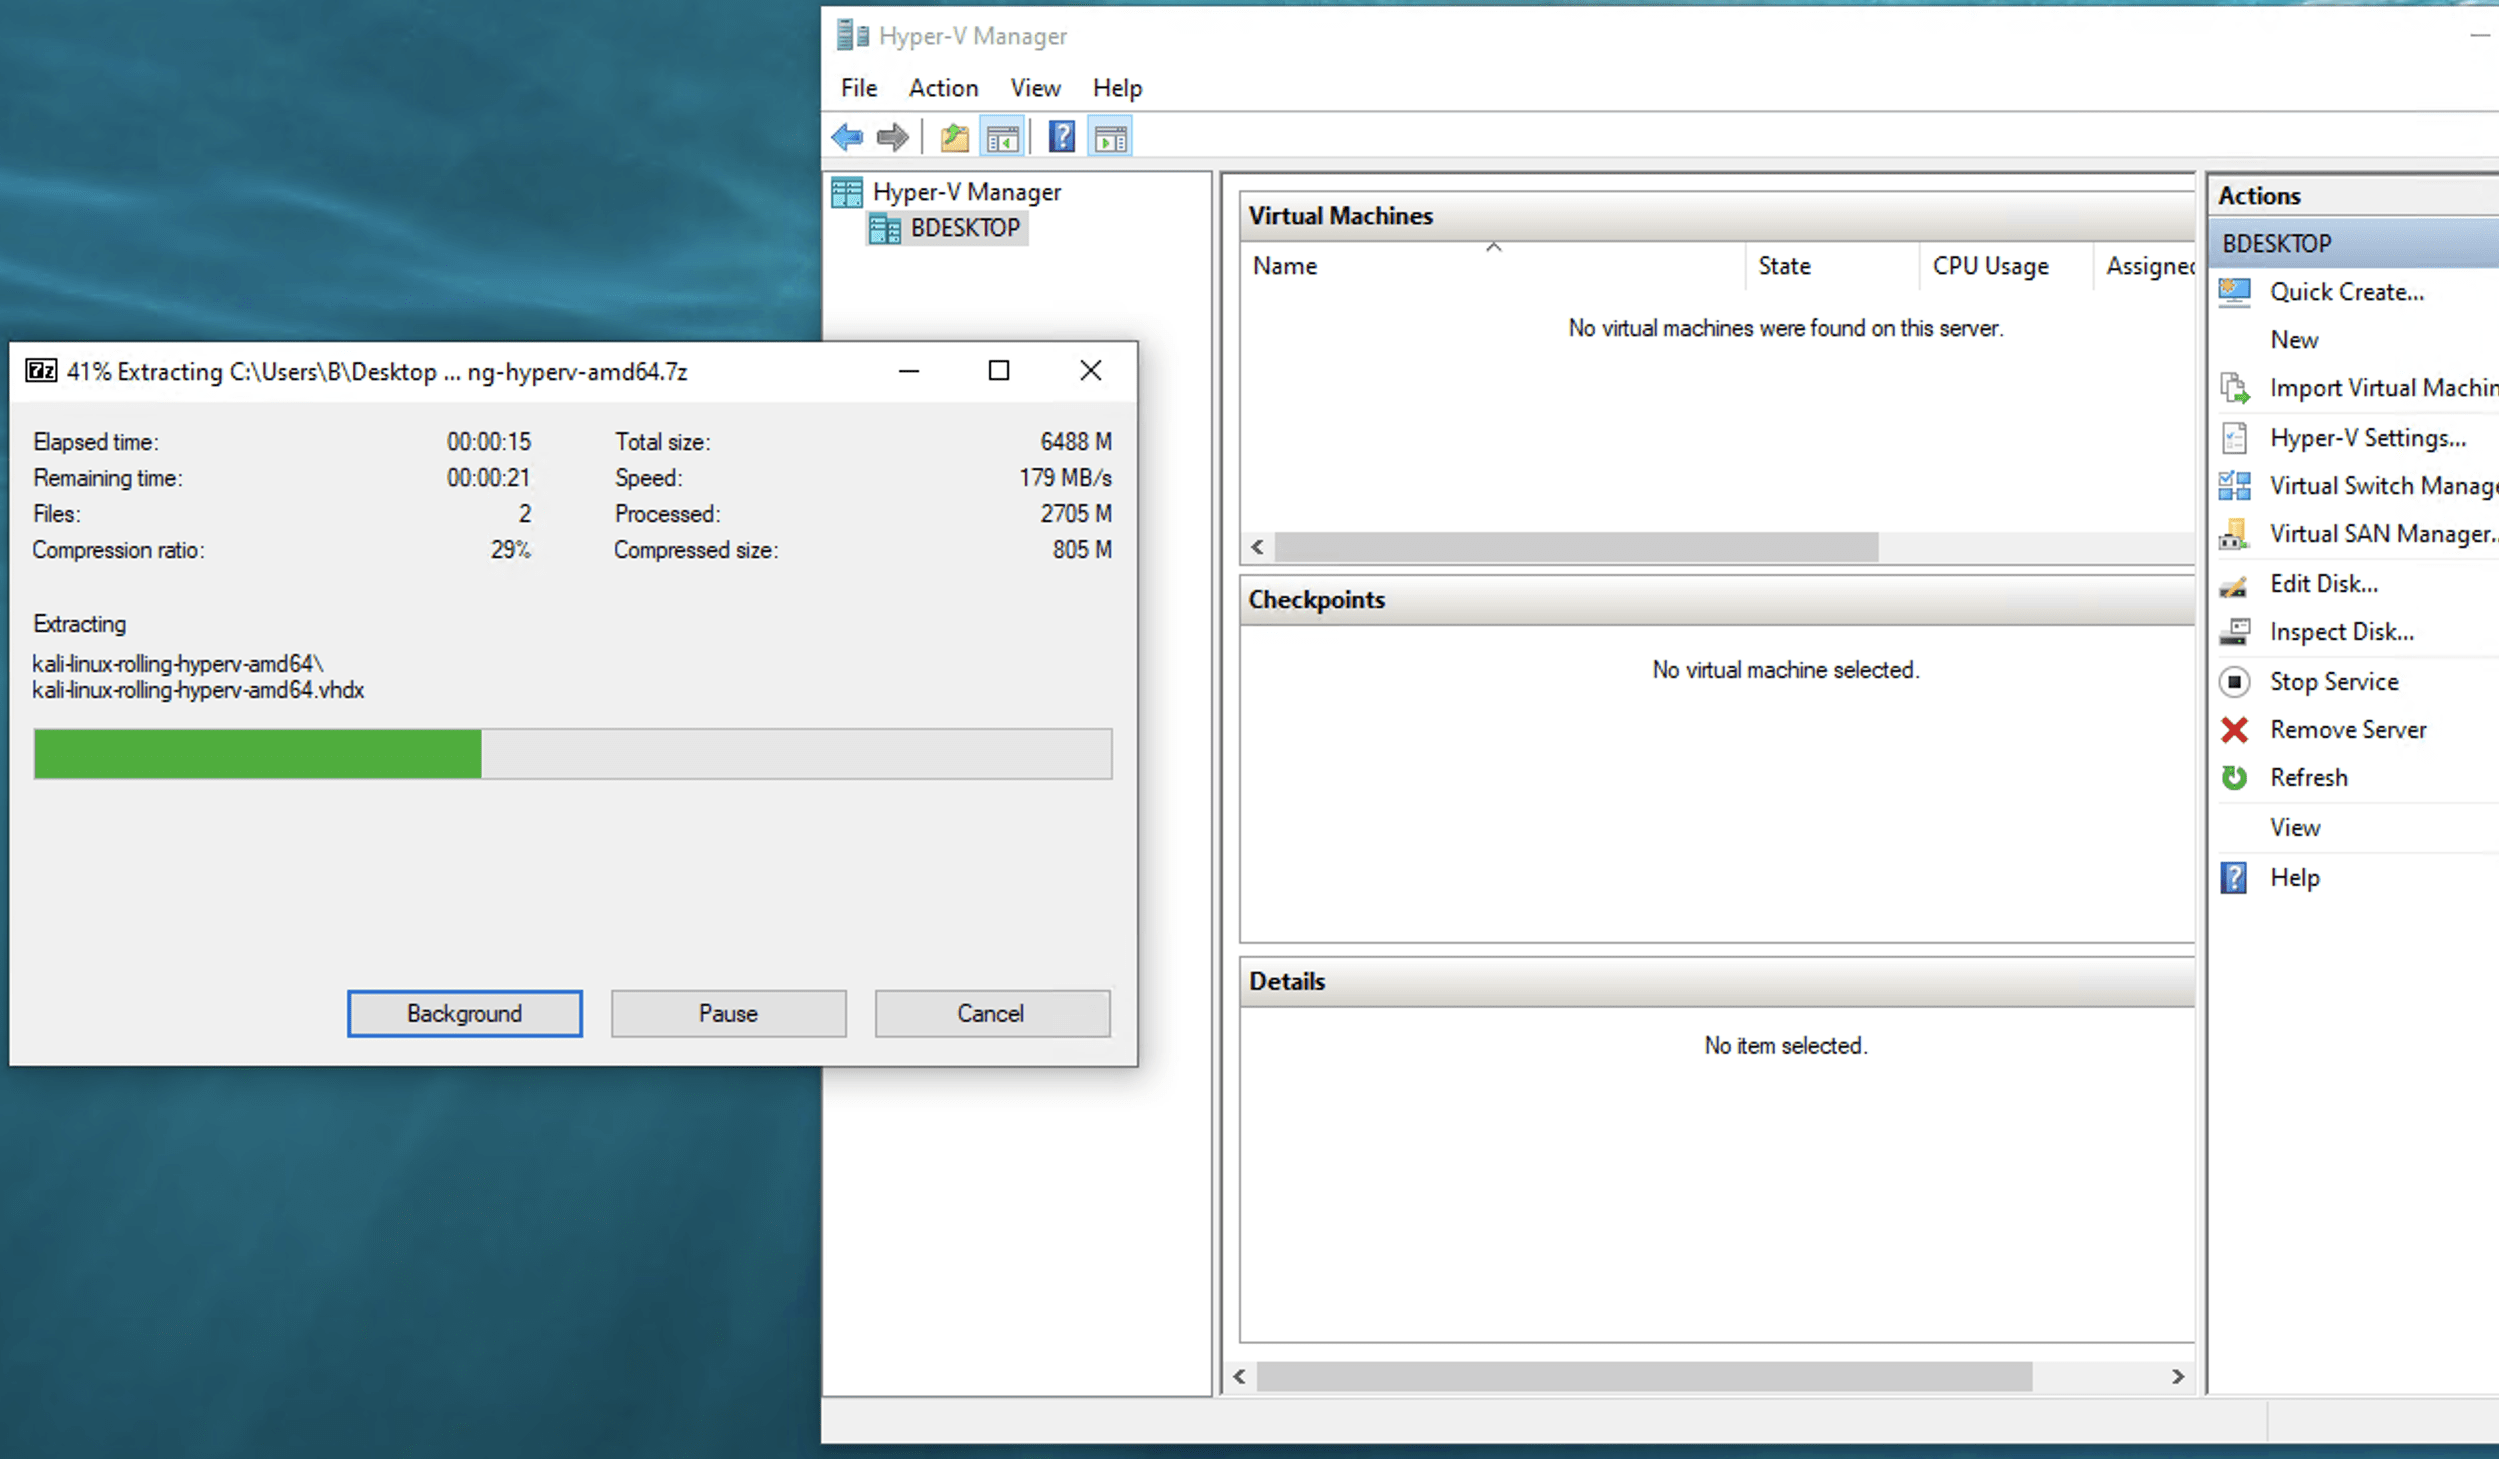 Hyper-V Manager
File Action View Help
Hyper-V Manager
BDESKTOP
7z 41% Extracting C:\Users\B\Desktop ... ng-hyperv-amd64.7z
Elapsed time: 00:00:15 Total size: 6488 M
Remaining time: 00:00:21 Speed: 179 MB/s
Files: 2 Processed: 2705 M
Compression ratio: 29% Compressed size: 805 M
Extracting
kali-linux-rolling-hyperv-amd64\
kali-linux-rolling-hyperv-amd64.vhdx
Background Pause Cancel
Virtual Machines
Name State CPU Usage Assigned
No virtual machines were found on this server.
Checkpoints
No virtual machine selected.
Details
No item selected.
Actions
BDESKTOP
Quick Create...
New
Import Virtual Machin
Hyper-V Settings...
Virtual Switch Manage
Virtual SAN Manager..
Edit Disk...
Inspect Disk...
Stop Service
Remove Server
Refresh
View
Help